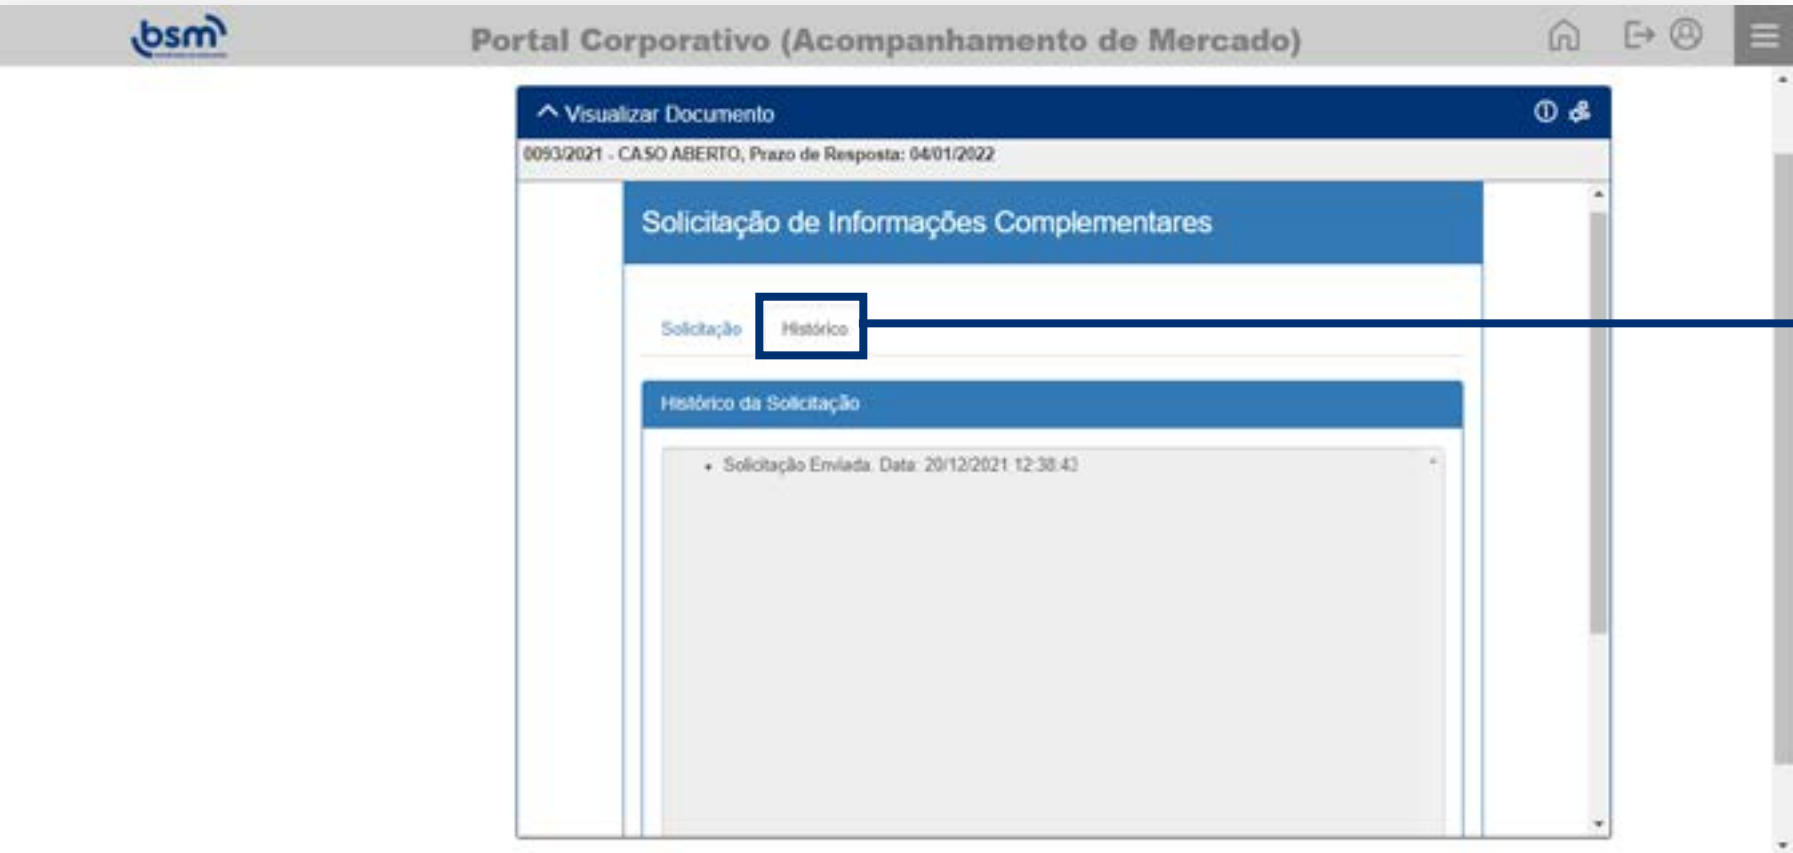 bsm
Portal Corporativo (Acompanhamento de Mercado)
Visualizar Documento
0093/2021 - CASO ABERTO, Prazo de Resposta: 04/01/2022
Solicitação de Informações Complementares
Solicitação Histórico
Histórico da Solicitação
• Solicitação Enviada. Data: 20/12/2021 12:38:43